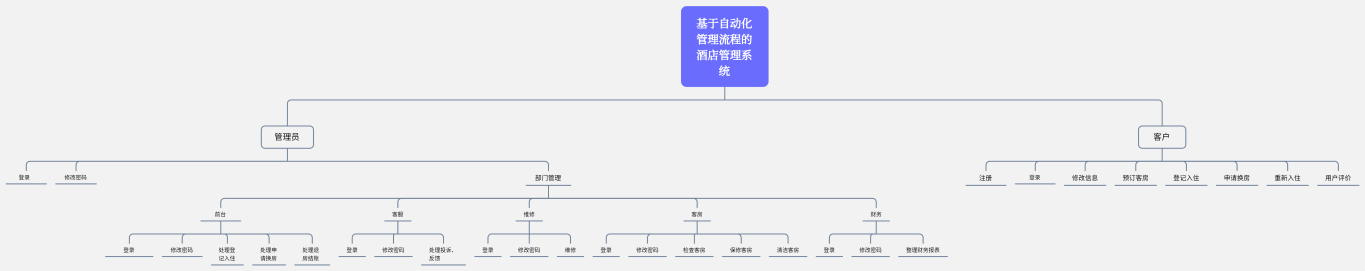 基于自动化
管理流程的
酒店管理系
统
管理员
客户
登录
修改密码
部门管理
注册
登录
修改信息
预订客房
登记入住
申请换房
重新入住
用户评价
前台
客服
维修
客房
财务
登录
修改密码
处理登
记入住
处理申
请换房
处理退
房结账
登录
修改密码
处理投诉、
反馈
登录
修改密码
维修
登录
修改密码
检查客房
保修客房
清洁客房
登录
修改密码
整理财务报表